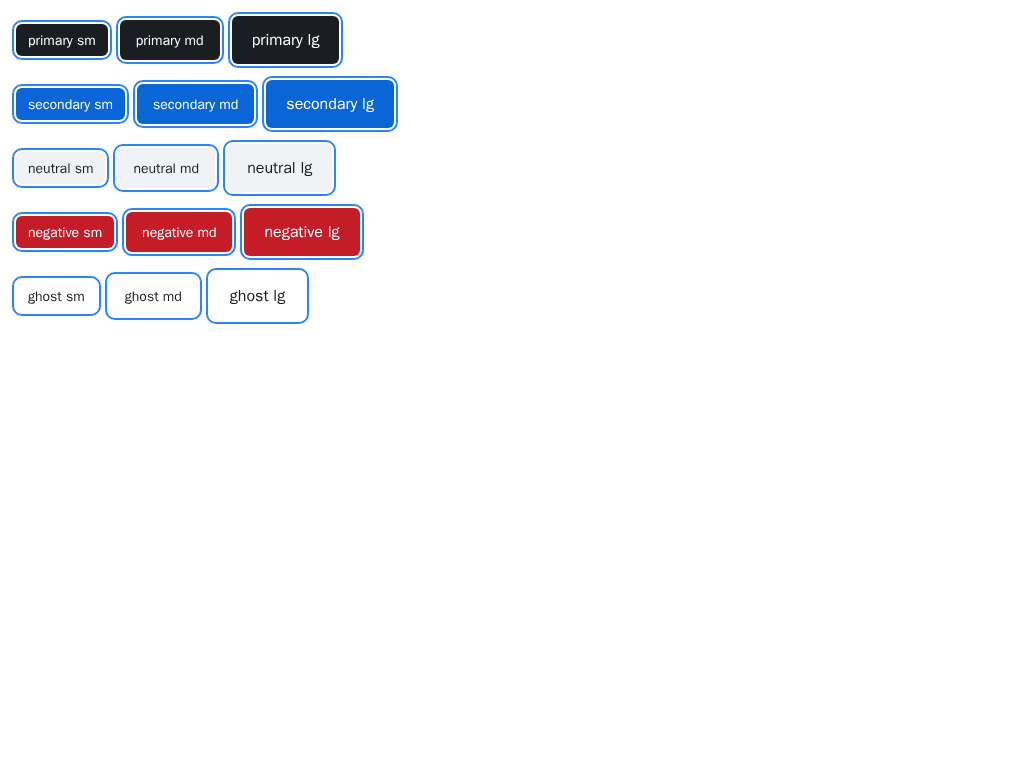 primary sm primary md primary lg
secondary sm secondary md secondary lg
neutral sm neutral md neutral lg
negative sm negative md negative lg
ghost sm ghost md ghost lg